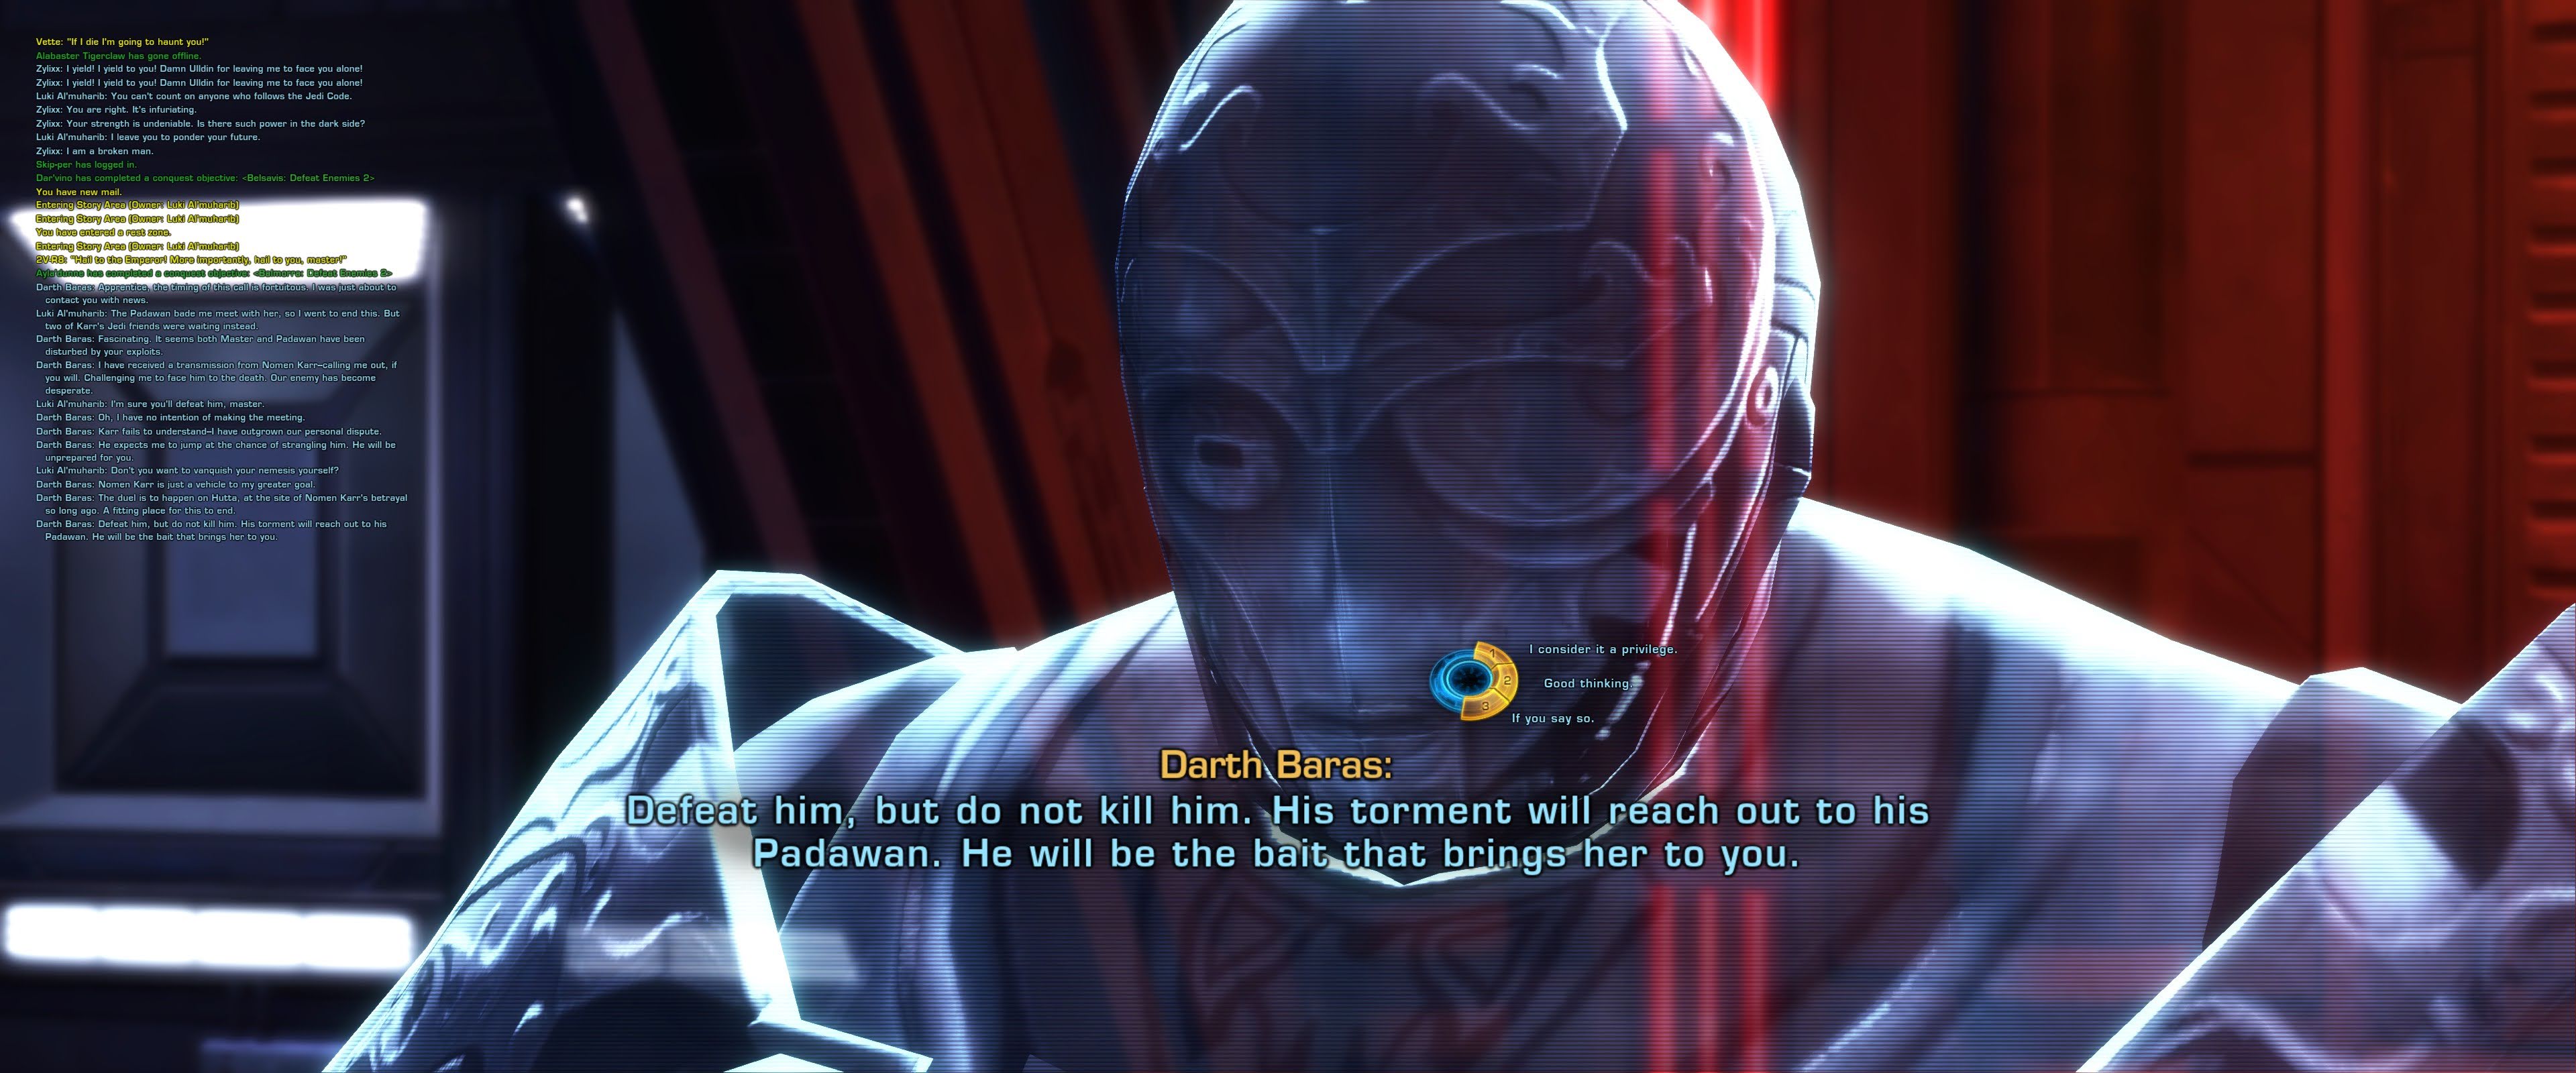 Vette: "If I die I'm going to haunt you!"
Alabaster Tigerclaw has gone offline.
Zylixx: I yield! I yield to you! Damn Ulldin for leaving me to face you alone!
Zylixx: I yield! I yield to you! Damn Ulldin for leaving me to face you alone!
Luki Al'muharib: You can't count on anyone who follows the Jedi Code.
Zylixx: You are right. It's infuriating.
Zylixx: Your strength is undeniable. Is there such power in the dark side?
Luki Al'muharib: I leave you to ponder your future.
Zylixx: I am a broken man.
Skip-per has logged in.
Dar'vino has completed a conquest objective: <Belsavis: Defeat Enemies 2>
You have new mail.
Entering Story Area (Owner: Luki Al'muharib)
Entering Story Area (Owner: Luki Al'muharib)
You have entered a rest zone.
Entering Story Area (Owner: Luki Al'muharib)
2V-R8: "Hail to the Emperor! More importantly, hail to you, master!"
has completed a conquest objective: <Balmorra: Defeat Enemies 2>
Darth Baras: Apprentice, the timing of this call is fortuitous. I was just about to
contact you with news.
Luki Al'muharib: The Padawan bade me meet with her, so I went to end this. But
two of Karr's Jedi friends were waiting instead.
Darth Baras: Fascinating. It seems both Master and Padawan have been
disturbed by your exploits.
Darth Baras: I have received a transmission from Nomen Karr–calling me out, if
you will. Challenging me to face him to the death. Our enemy has become
desperate.
Luki Al'muharib: I'm sure you'll defeat him, master.
Darth Baras: Oh, I have no intention of making the meeting.
Darth Baras: Karr fails to understand–I have outgrown our personal dispute.
Darth Baras: He expects me to jump at the chance of strangling him. He will be
unprepared for you.
Luki Al'muharib: Don't you want to vanquish your nemesis yourself?
Darth Baras: Nomen Karr is just a vehicle to my greater goal.
Darth Baras: The duel is to happen on Hutta, at the site of Nomen Karr's betrayal
so long ago. A fitting place for this to end.
Darth Baras: Defeat him, but do not kill him. His torment will reach out to his
Padawan. He will be the bait that brings her to you.
1 I consider it a privilege.
2 Good thinking.
3 If you say so.
Darth Baras:
Defeat him, but do not kill him. His torment will reach out to his
Padawan. He will be the bait that brings her to you.